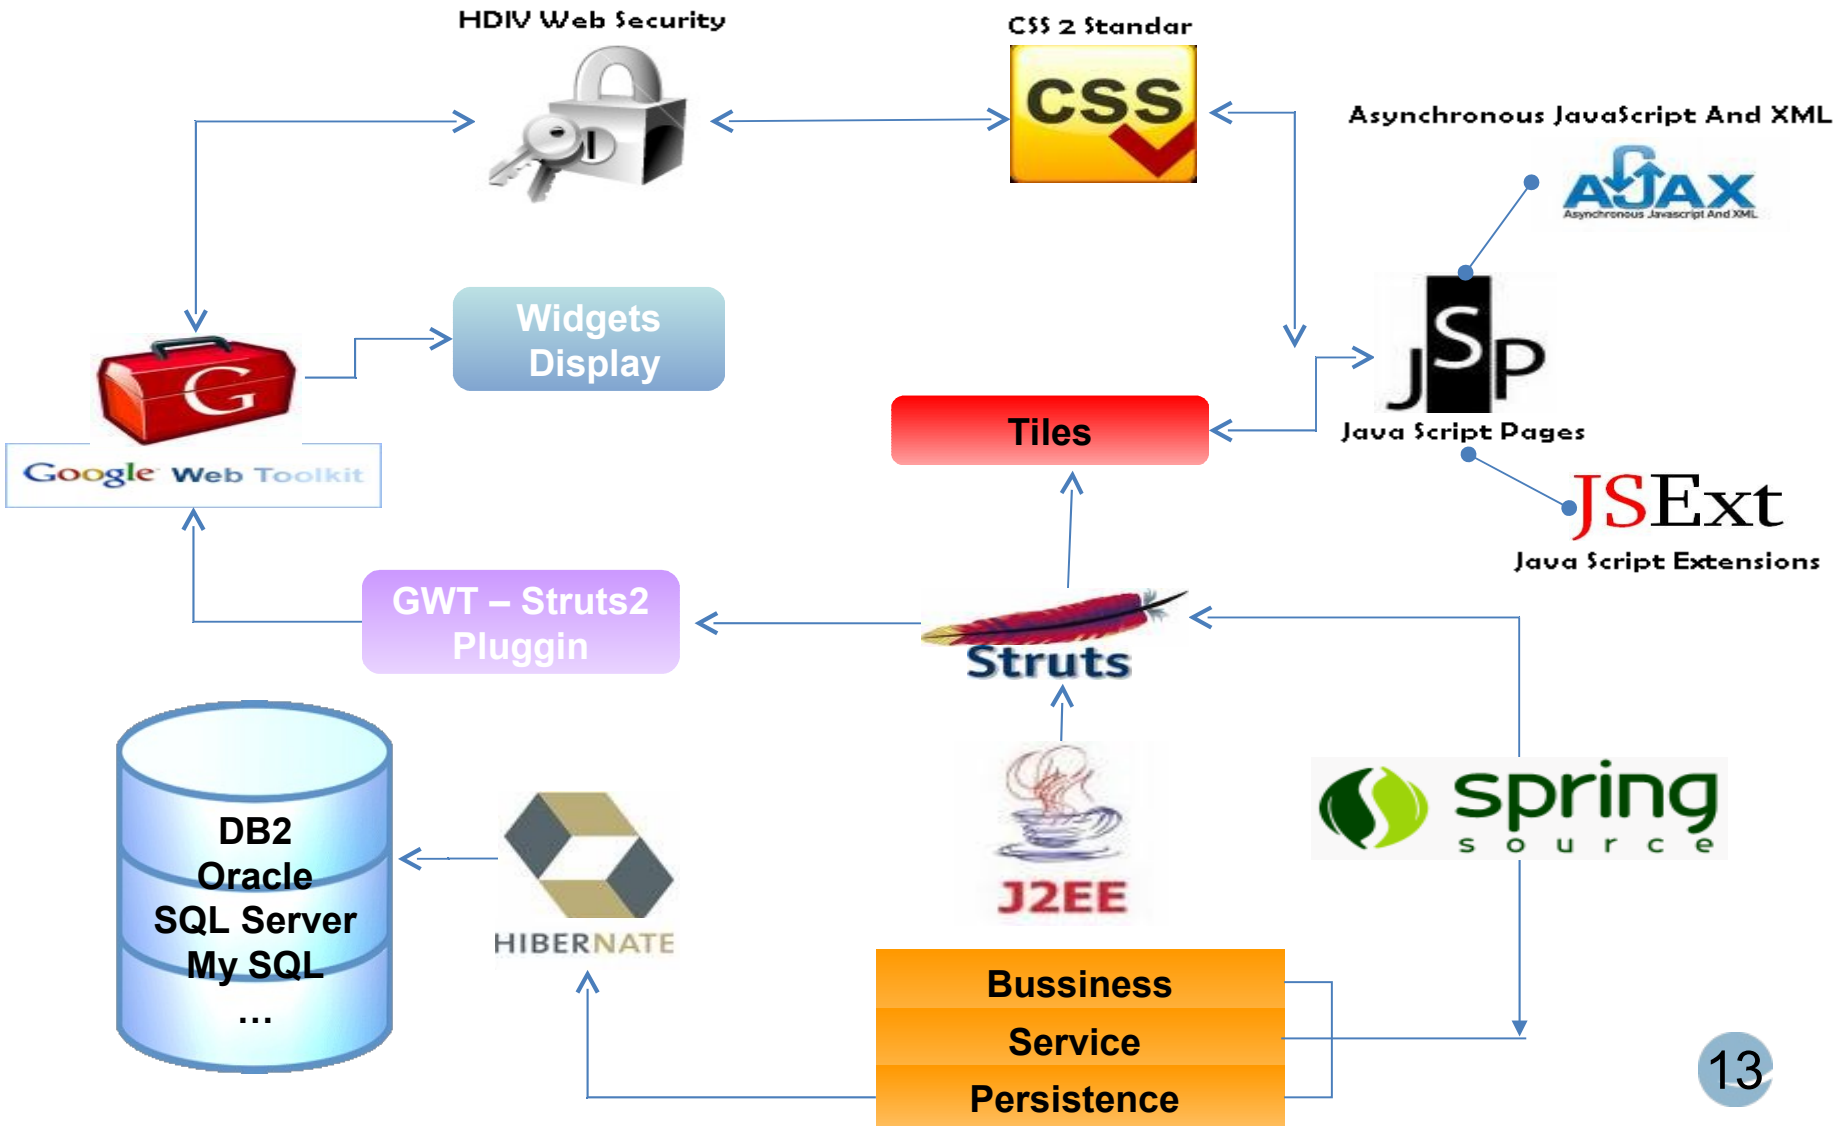 HDIV Web Security
CSS 2 Standar
CSS
Asynchronous JavaScript And XML
AJAX
Asynchronous Javascript And XML
Widgets
Display
G
JSP
Tiles
Java Script Pages
Google Web Toolkit
JSExt
Java Script Extensions
GWT – Struts2
Pluggin
Struts
spring
source
DB2
Oracle
SQL Server
My SQL
...
J2EE
HIBERNATE
Bussiness
Service
Persistence
13